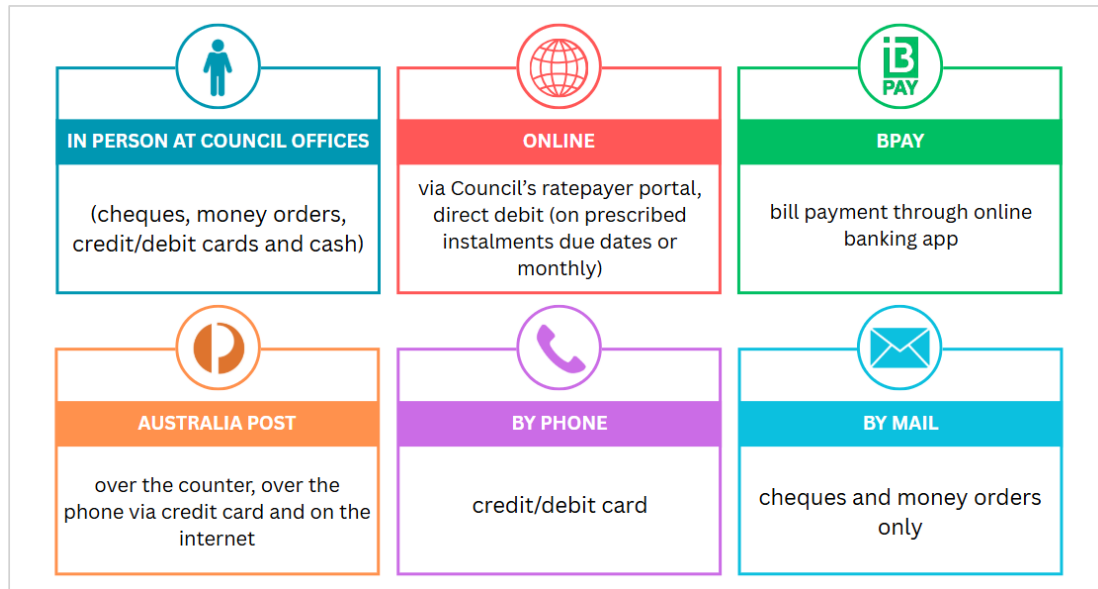 IN PERSON AT COUNCIL OFFICES
(cheques, money orders,
credit/debit cards and cash)
ONLINE
via Council's ratepayer portal,
direct debit (on prescribed
instalments due dates or
monthly)
B
PAY
BPAY
bill payment through online
banking app
AUSTRALIA POST
over the counter, over the
phone via credit card and on the
internet
BY PHONE
credit/debit card
BY MAIL
cheques and money orders
only